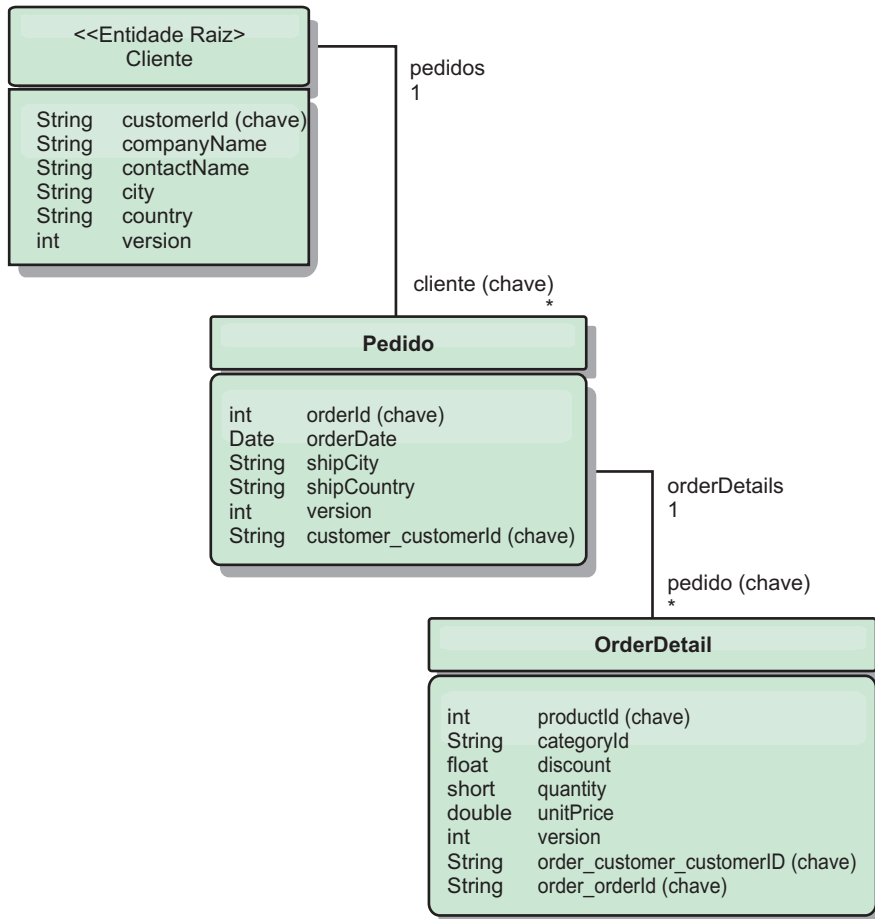 <<Entidade Raiz>
Cliente
String customerId (chave)
String companyName
String contactName
String city
String country
int version
pedidos
1
cliente (chave)
*
Pedido
int orderId (chave)
Date orderDate
String shipCity
String shipCountry
int version
String customer_customerId (chave)
orderDetails
1
pedido (chave)
*
OrderDetail
int productId (chave)
String categoryId
float discount
short quantity
double unitPrice
int version
String order_customer_customerID (chave)
String order_orderId (chave)